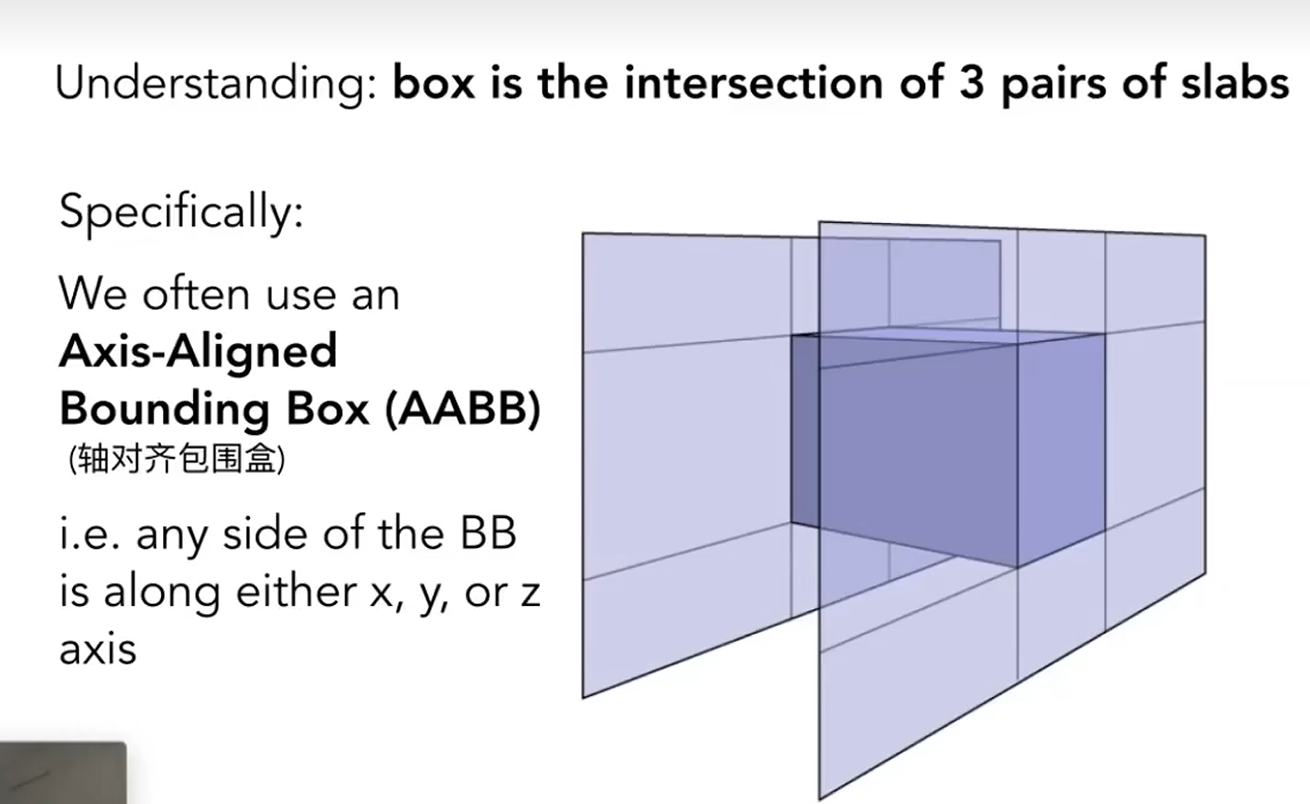 Understanding: box is the intersection of 3 pairs of slabs
Specifically:
We often use an
Axis-Aligned
Bounding Box (AABB)
(轴对齐包围盒)
i.e. any side of the BB
is along either x, y, or z
axis